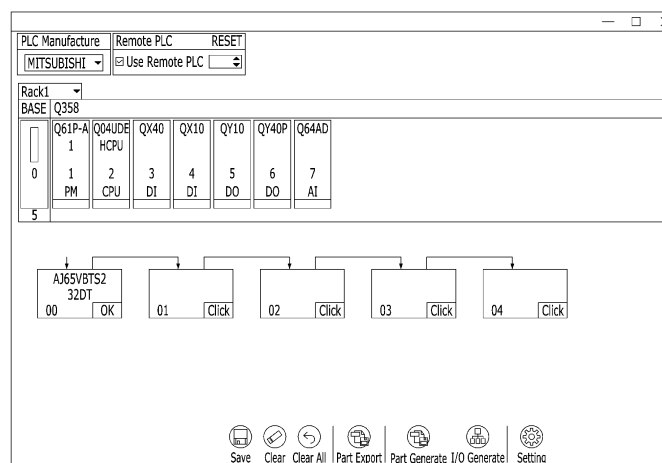 PLC Manufacture Remote PLC RESET
MITSUBISHI Use Remote PLC
Rack1
BASE Q358
Q61P-A Q04UDE QX40 QX10 QY10 QY40P Q64AD
1 HCPU
0 1 2 3 4 5 6 7
PM CPU DI DI DO DO AI
5
AJ65VBTS2
32DT
00 OK 01 Click 02 Click 03 Click 04 Click
Save Clear Clear All Part Export Part Generate I/O Generate Setting